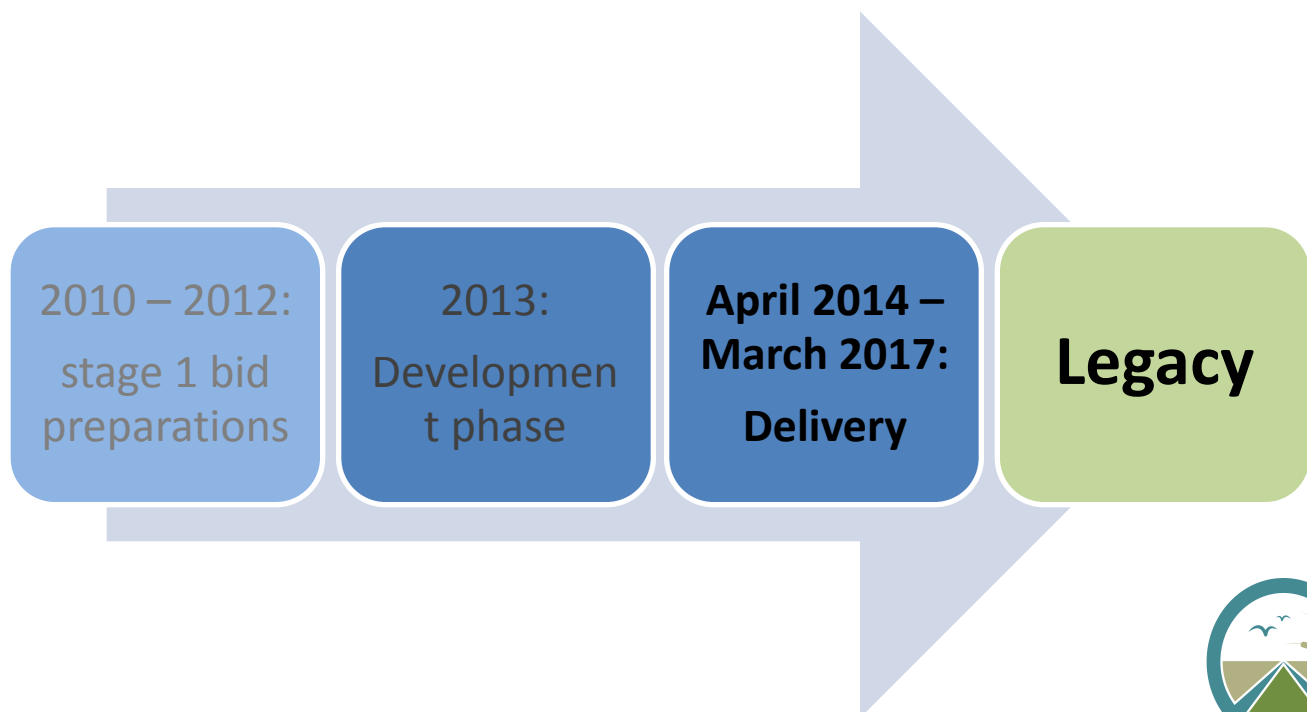 2010 – 2012:
stage 1 bid
preparations
2013:
Developmen
t phase
April 2014 –
March 2017:
Delivery
Legacy